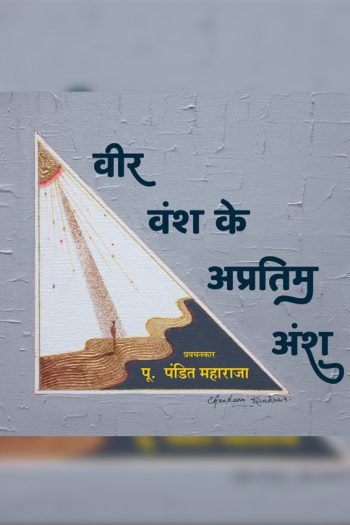 वीर
वंश के
अप्रतिम
अंश
प्रवचनकार
पू. पंडित महाराजा